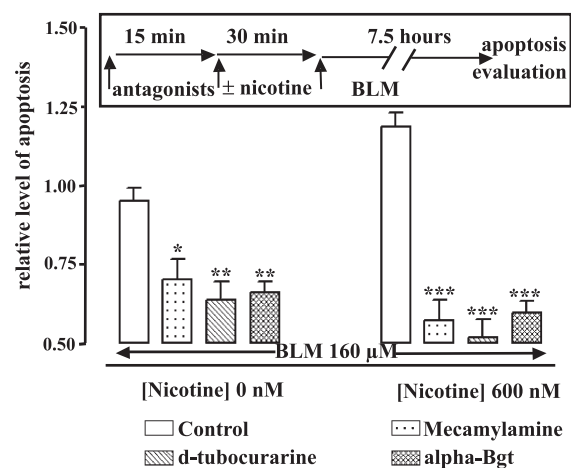 1.50
1.25
1.00
0.75
0.50
relative level of apoptosis
15 min
30 min
7.5 hours
apoptosis
evaluation
antagonists
± nicotine
BLM
*
**
**
***
***
***
BLM 160 µM
[Nicotine] 0 nM
[Nicotine] 600 nM
Control
Mecamylamine
d-tubocurarine
alpha-Bgt